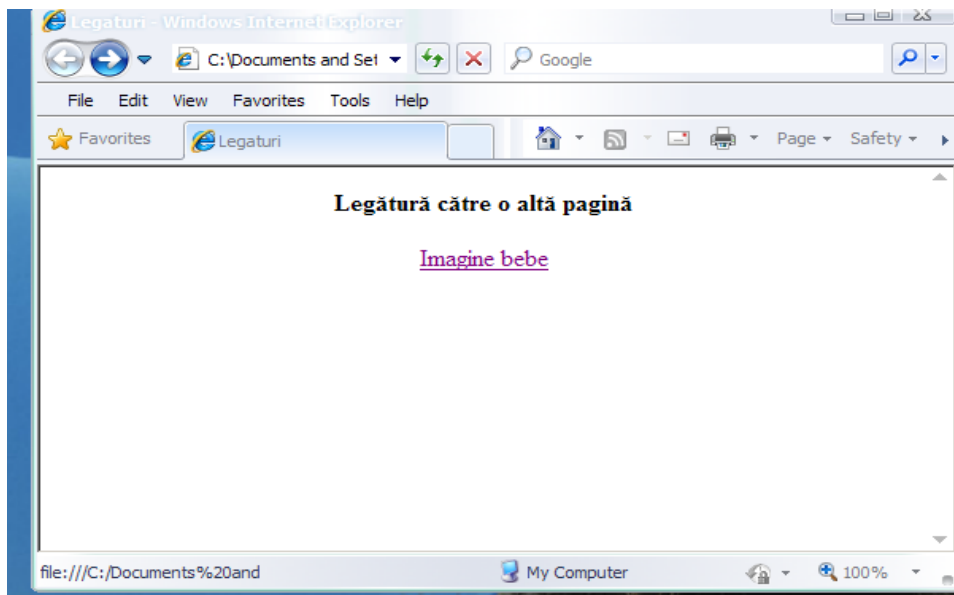 Legaturi - Windows Internet Explorer
C:\Documents and Set
Google
File Edit View Favorites Tools Help
Favorites Legaturi Page Safety
Legătură către o altă pagină
Imagine bebe
file:///C:/Documents%20and My Computer 100%